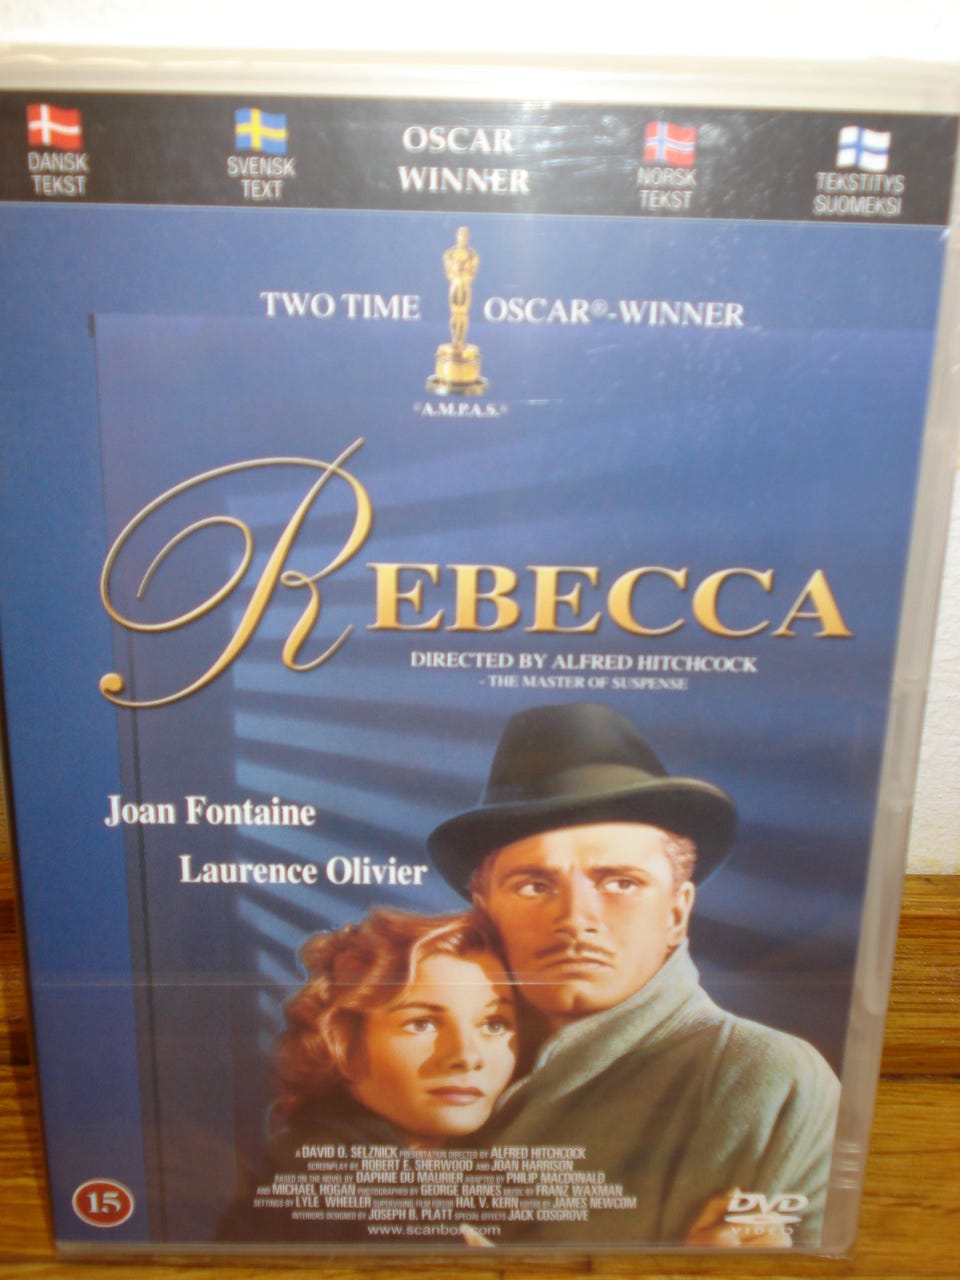 DANSK
TEKST
SVENSK
TEXT
OSCAR
WINNER
NORSK
TEKST
TEKSTITYS
SUOMEKSI
TWO TIME OSCAR®-WINNER
©A.M.P.A.S.®
REBECCA
DIRECTED BY ALFRED HITCHCOCK
- THE MASTER OF SUSPENSE
Joan Fontaine
Laurence Olivier
A DAVID O. SELZNICK PRESENTATION DIRECTED BY ALFRED HITCHCOCK
SCREENPLAY BY ROBERT E. SHERWOOD AND JOAN HARRISON
BASED ON THE NOVEL BY DAPHNE DU MAURIER ADAPTED BY PHILIP MACDONALD
AND MICHAEL HOGAN PHOTOGRAPHED BY GEORGE BARNES MUSIC BY FRANZ WAXMAN
SETTINGS BY LYLE WHEELER SUPERVISING FILM EDITOR HAL V. KERN EDITED BY JAMES NEWCOM
INTERIORS DESIGNED BY JOSEPH B. PLATT SPECIAL EFFECTS JACK COSGROVE
www.scanbox.com
15
DVD
VIDEO